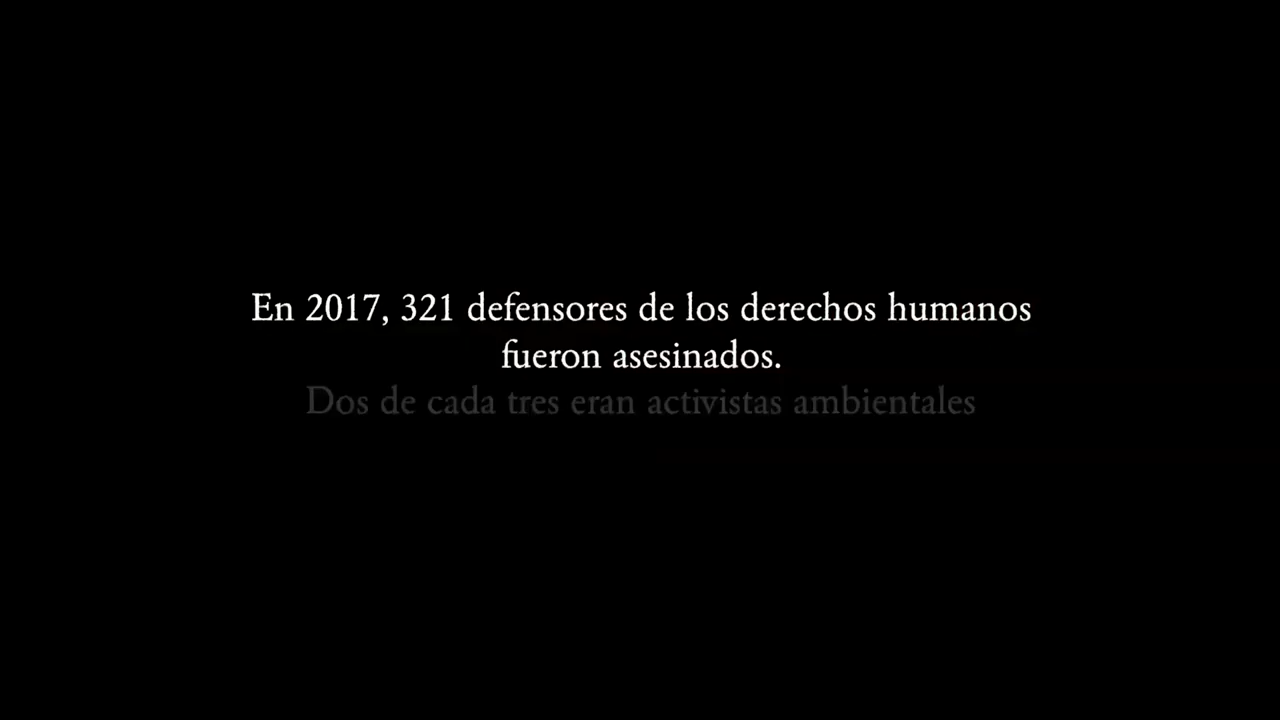 En 2017, 321 defensores de los derechos humanos
fueron asesinados.
Dos de cada tres eran activistas ambientales